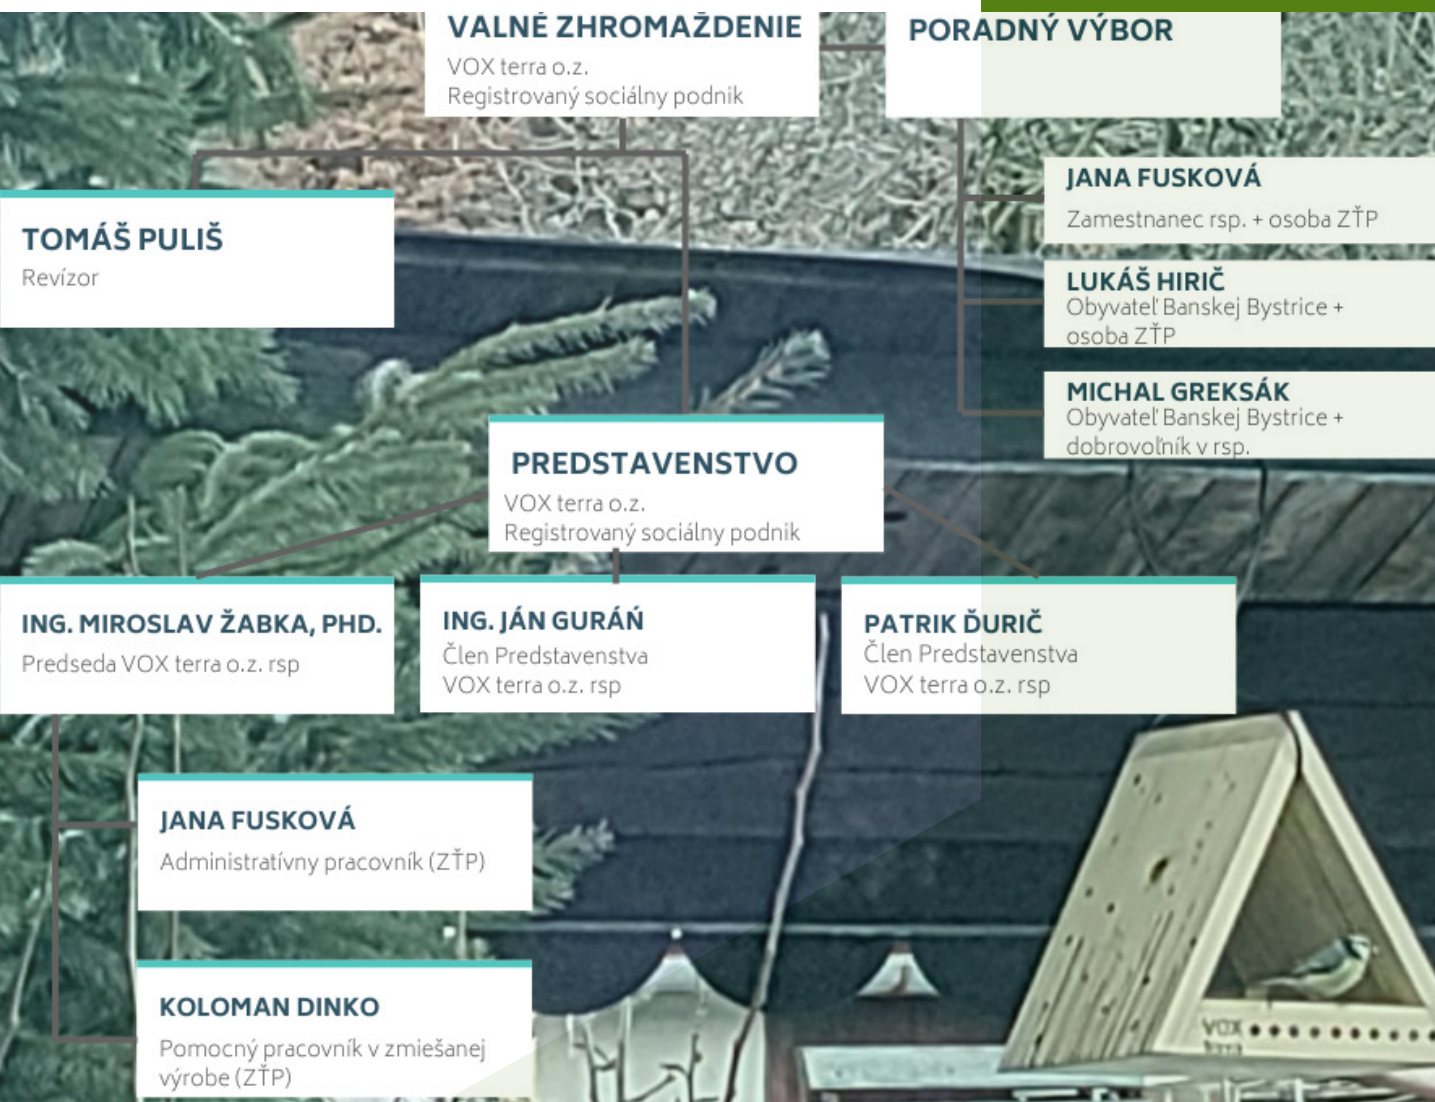 VALNÉ ZHROMAŽDENIE
VOX terra o.z.
Registrovaný sociálny podnik
PORADNÝ VÝBOR
JANA FUSKOVÁ
Zamestnanec rsp. + osoba ZŤP
LUKÁŠ HIRIČ
Obyvateľ Banskej Bystrice +
osoba ZŤP
MICHAL GREKSÁK
Obyvateľ Banskej Bystrice +
dobrovoľník v rsp.
TOMÁŠ PULIŠ
Revízor
PREDSTAVENSTVO
VOX terra o.z.
Registrovaný sociálny podnik
ING. MIROSLAV ŽABKA, PHD.
Predseda VOX terra o.z. rsp
ING. JÁN GURÁŇ
Člen Predstavenstva
VOX terra o.z. rsp
PATRIK ĎURIČ
Člen Predstavenstva
VOX terra o.z. rsp
JANA FUSKOVÁ
Administratívny pracovník (ZŤP)
KOLOMAN DINKO
Pomocný pracovník v zmiešanej
výrobe (ZŤP)
VOX